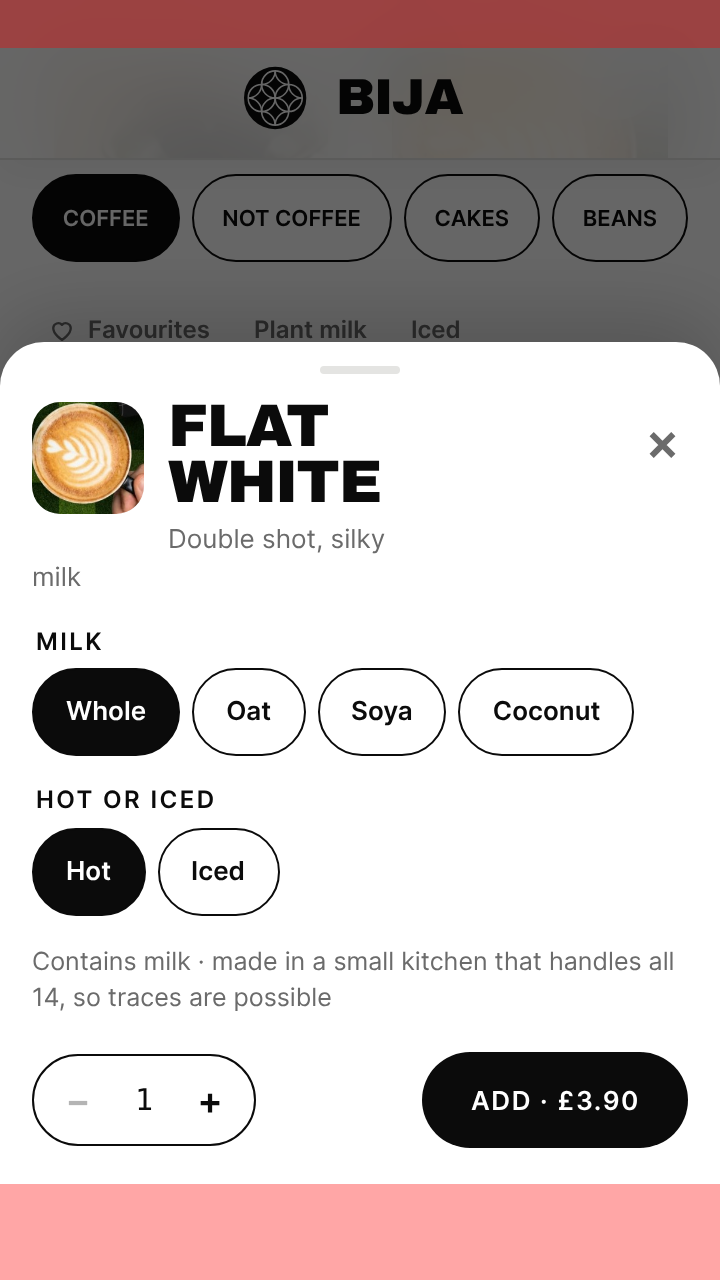 BIJA
COFFEE
NOT COFFEE
CAKES
BEANS
Favourites
Plant milk
Iced
FLAT
WHITE
Double shot, silky
milk
MILK
Whole
Oat
Soya
Coconut
HOT OR ICED
Hot
Iced
Contains milk · made in a small kitchen that handles all
14, so traces are possible
− 1 +
ADD · £3.90